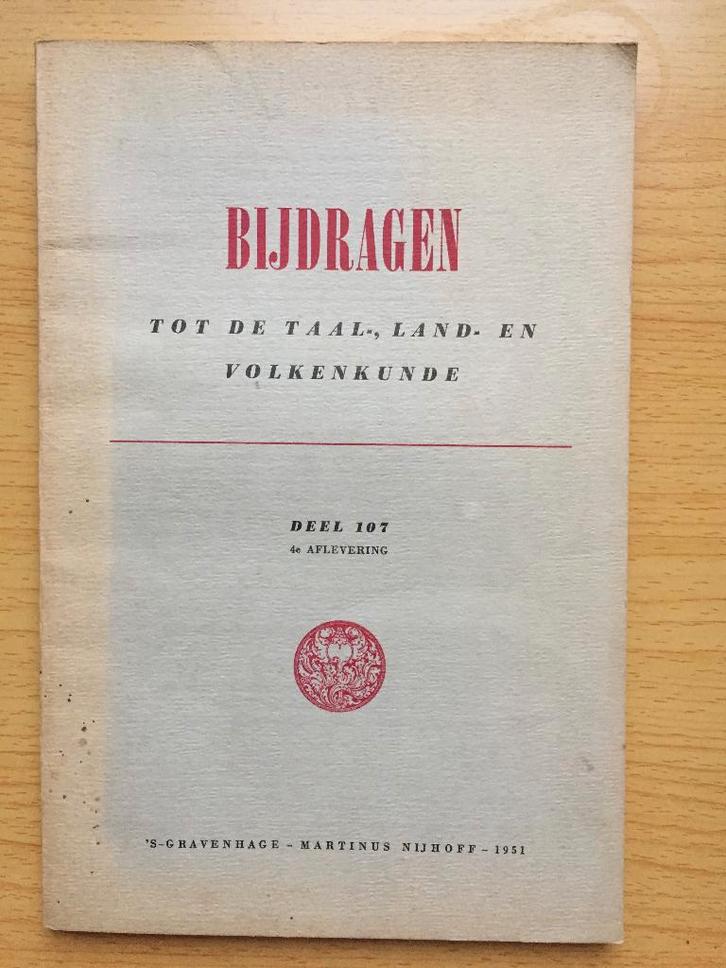 BIJDRAGEN
TOT DE TAAL-, LAND- EN
VOLKENKUNDE
DEEL 107
4e AFLEVERING
'S-GRAVENHAGE - MARTINUS NIJHOFF - 1951